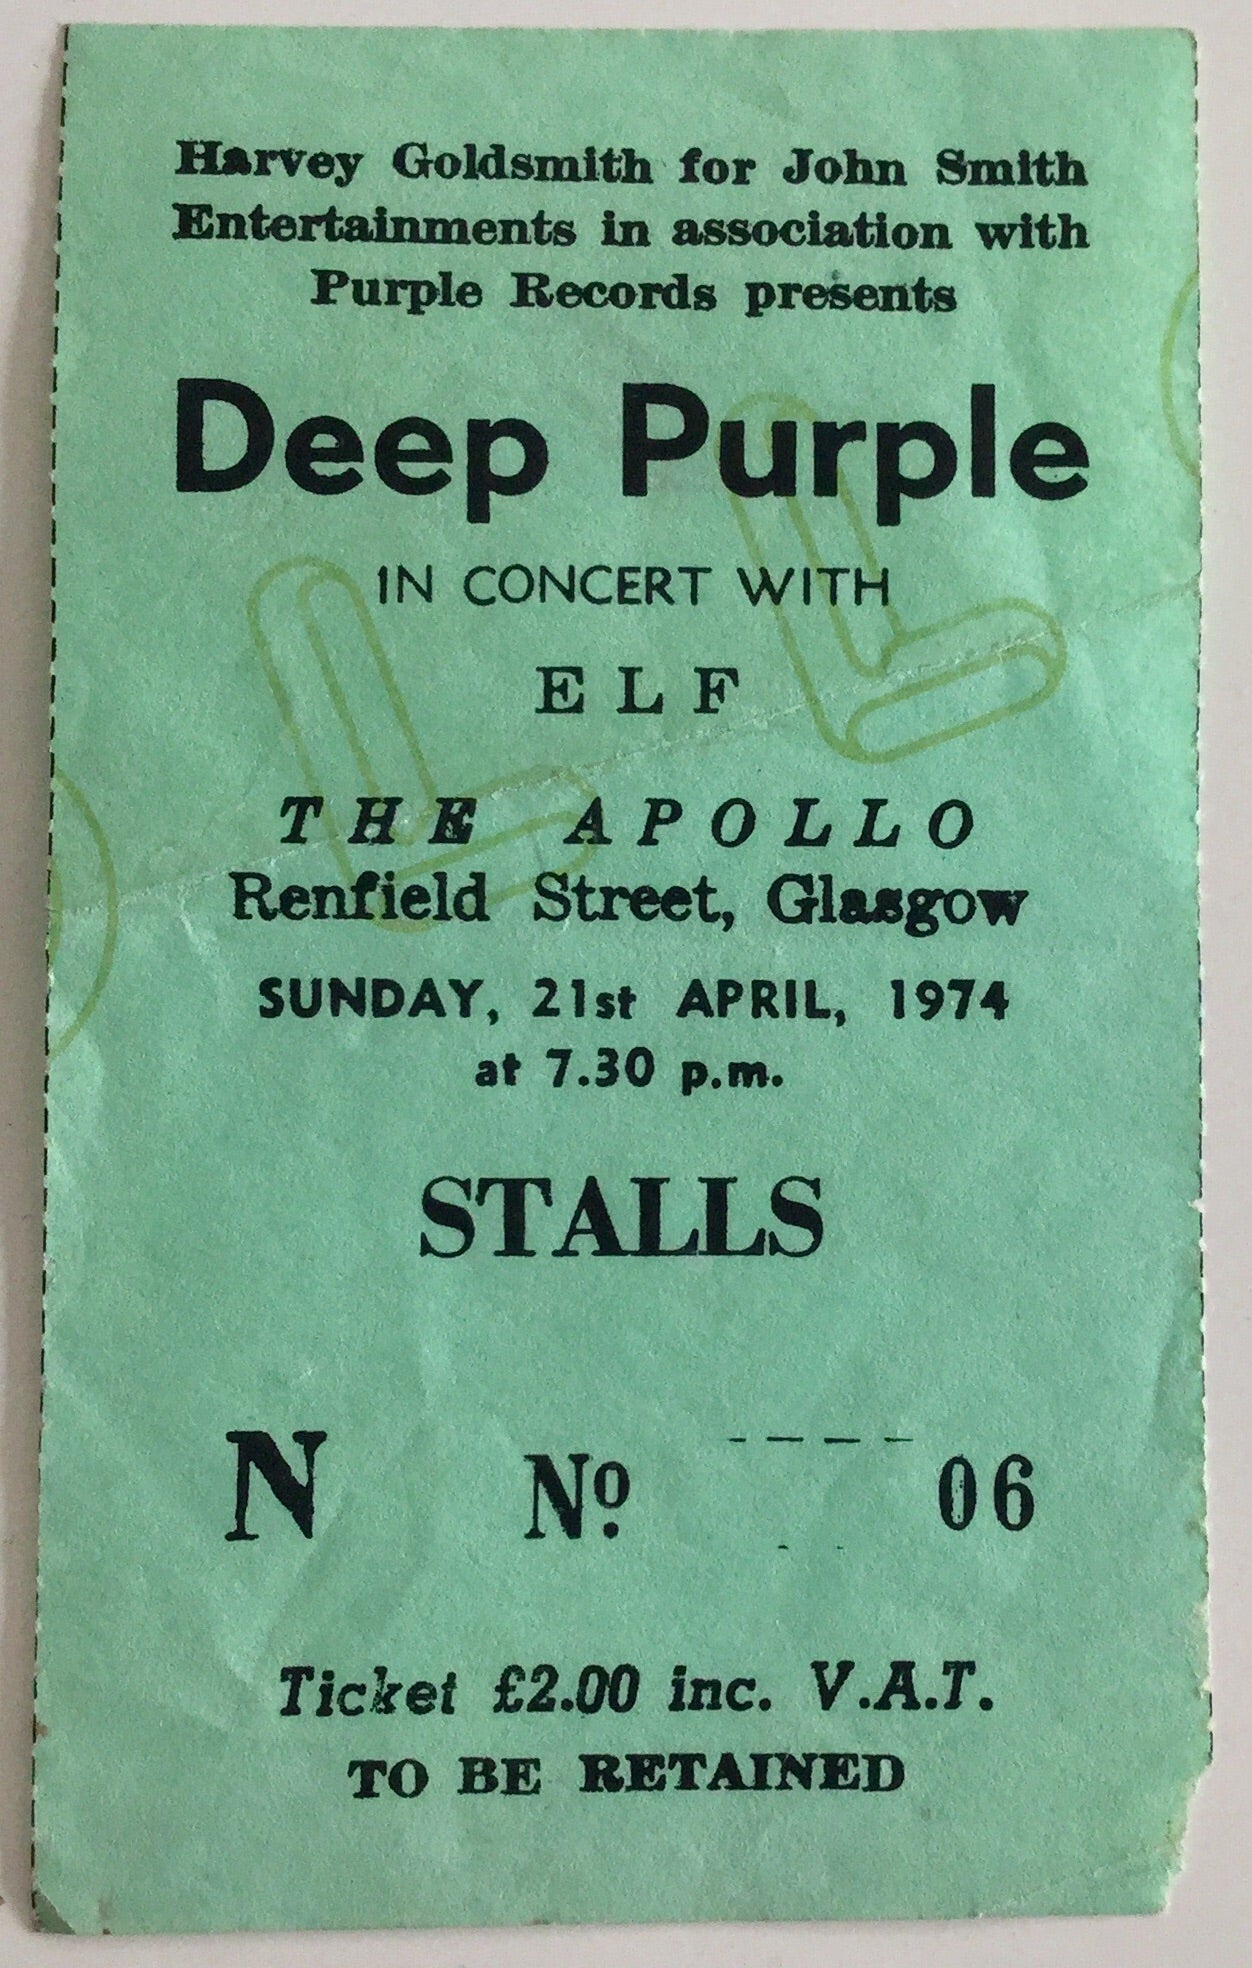 Harvey Goldsmith for John Smith
Entertainments in association with
Purple Records presents
Deep Purple
IN CONCERT WITH
ELF
THE APOLLO
Renfield Street, Glasgow
SUNDAY, 21st APRIL, 1974
at 7.30 p.m.
STALLS
N Nº 06
Ticket £2.00 inc. V.A.T.
TO BE RETAINED